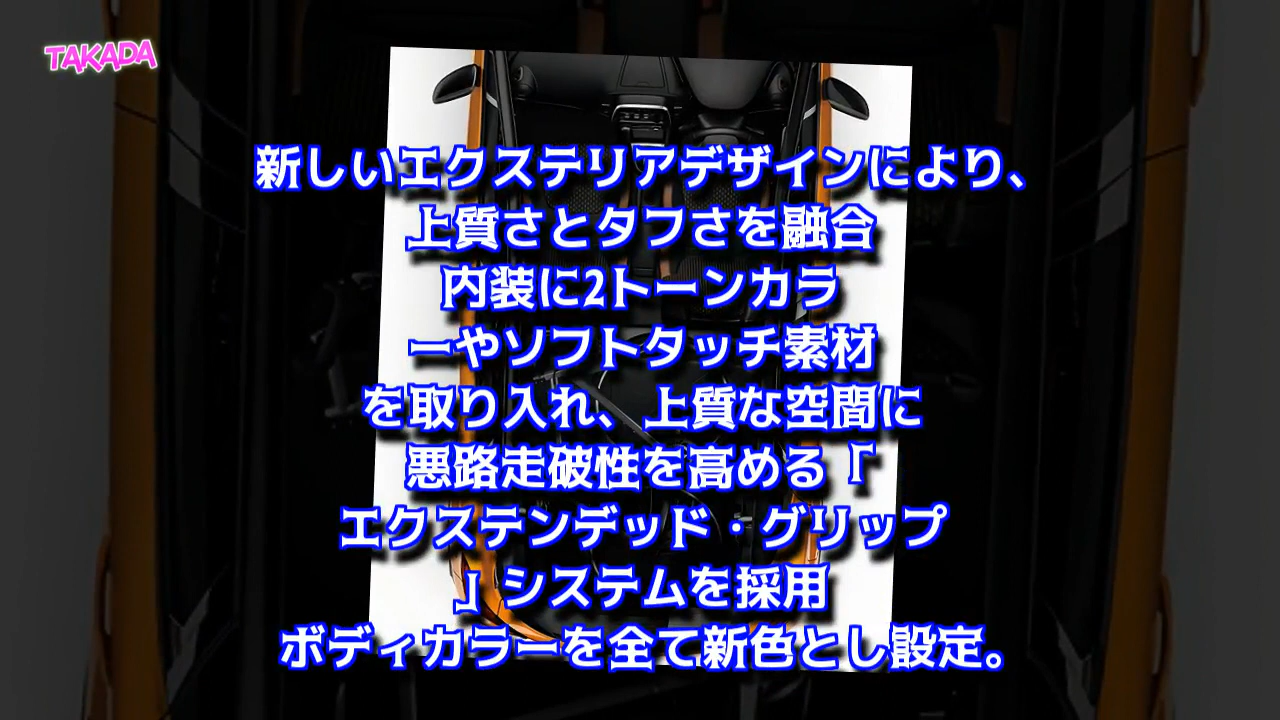 TAKADA
新しいエクステリアデザインにより、
上質さとタフさを融合
内装に2トーンカラ
ーやソフトタッチ素材
を取り入れ、上質な空間に
悪路走破性を高める「
エクステンデッド・グリップ
」システムを採用
ボディカラーを全て新色とし設定。